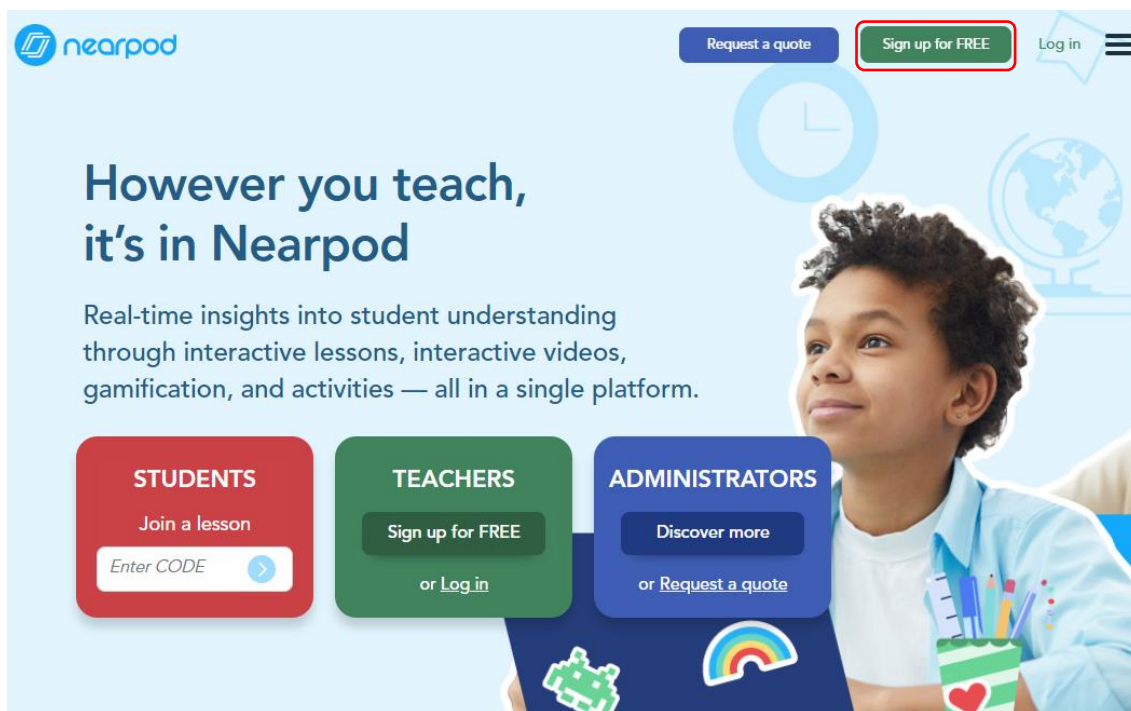 nearpod
Request a quote
Sign up for FREE
Log in
However you teach,
it's in Nearpod
Real-time insights into student understanding
through interactive lessons, interactive videos,
gamification, and activities — all in a single platform.
STUDENTS
Join a lesson
Enter CODE
TEACHERS
Sign up for FREE
or Log in
ADMINISTRATORS
Discover more
or Request a quote